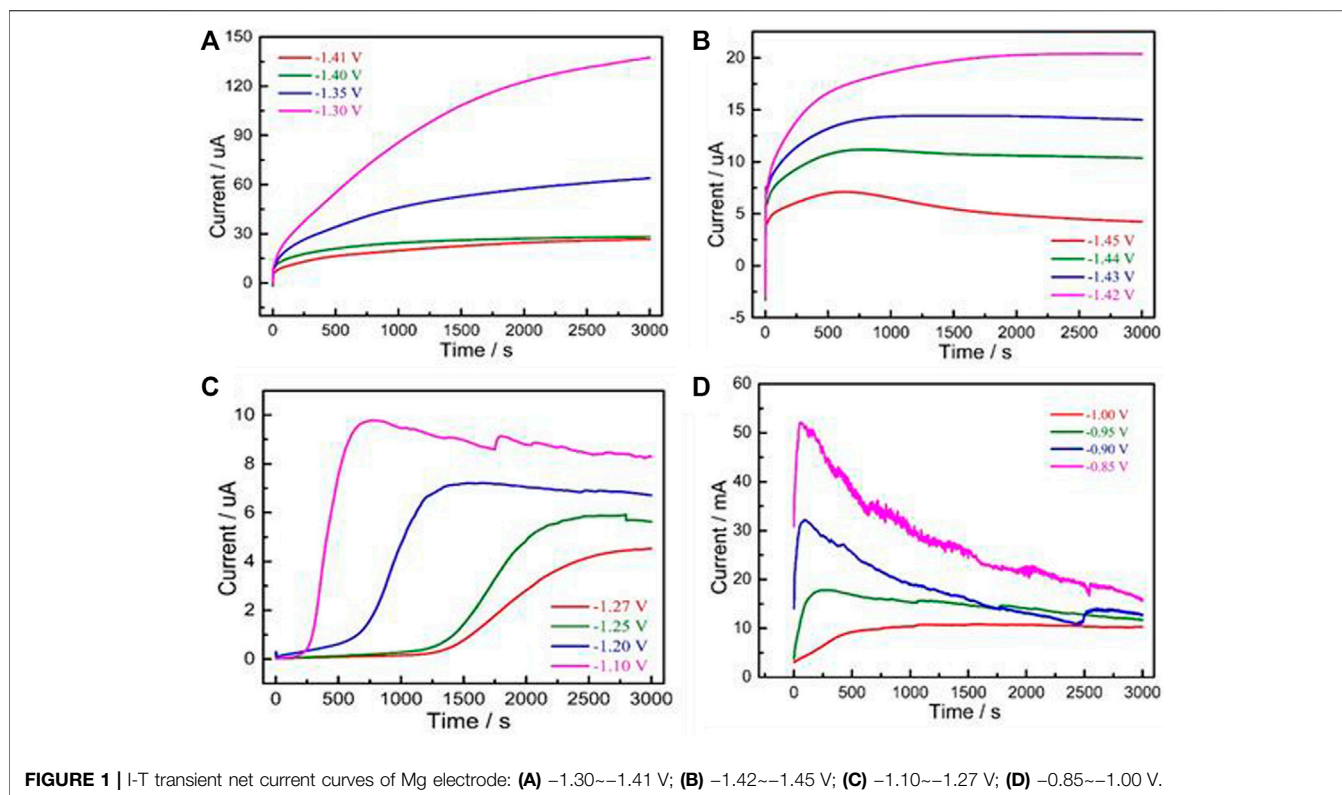 A
150
120
90
60
30
0
Current / uA
-1.41 V
-1.40 V
-1.35 V
-1.30 V
0 500 1000 1500 2000 2500 3000
Time / s
B
20
15
10
5
0
-5
Current / uA
-1.45 V
-1.44 V
-1.43 V
-1.42 V
0 500 1000 1500 2000 2500 3000
Time / s
C
10
8
6
4
2
0
Current / uA
-1.27 V
-1.25 V
-1.20 V
-1.10 V
0 500 1000 1500 2000 2500 3000
Time / s
D
60
50
40
30
20
10
0
Current / mA
-1.00 V
-0.95 V
-0.90 V
-0.85 V
0 500 1000 1500 2000 2500 3000
Time / s
FIGURE 1 | I-T transient net current curves of Mg electrode: (A) −1.30~−1.41 V; (B) −1.42~−1.45 V; (C) −1.10~−1.27 V; (D) −0.85~−1.00 V.